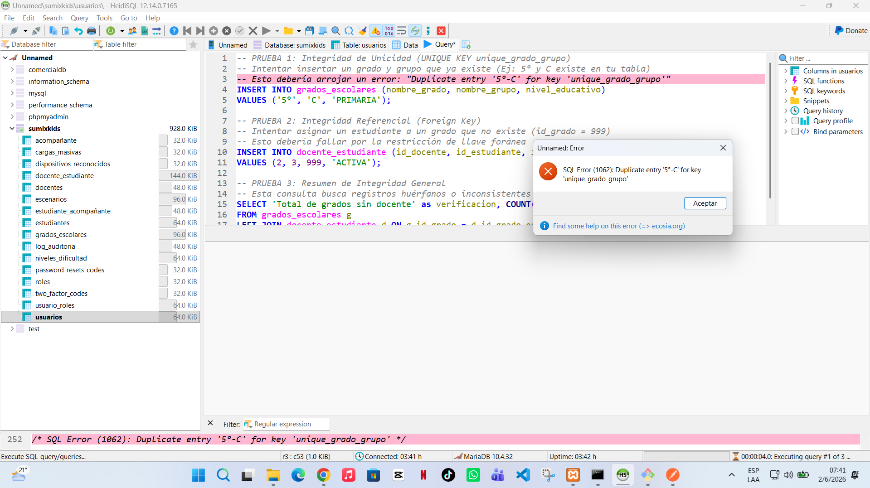 Unnamed\sumixkids\usuarios\ - HeidiSQL 12.14.0.7165
File Edit Search Query Tools Go to Help
Donate
Database filter
Table filter
Unnamed
Database: sumixkids
Table: usuarios
Data
Query*
Filter ...
Unnamed
comercialdb
information_schema
mysql
performance_schema
phpmyadmin
sumixkids 928.0 KiB
acompanante 32.0 KiB
cargas_masivas 32.0 KiB
dispositivos_reconocidos 32.0 KiB
docente_estudiante 144.0 KiB
docentes 48.0 KiB
escenarios 96.0 KiB
estudiante_acompañante 48.0 KiB
estudiantes 64.0 KiB
grados_escolares 96.0 KiB
log_auditoria 48.0 KiB
niveles_dificultad 64.0 KiB
password_resets_codes 32.0 KiB
roles 32.0 KiB
two_factor_codes 32.0 KiB
usuario_roles 64.0 KiB
usuarios 64.0 KiB
test
1 -- PRUEBA 1: Integridad de Unicidad (UNIQUE KEY unique_grado_grupo)
2 -- Intentar insertar un grado y grupo que ya existe (Ej: 5º y C existe en tu tabla)
3 -- Esto debería arrojar un error: "Duplicate entry '5º-C' for key 'unique_grado_grupo'"
4 INSERT INTO grados_escolares (nombre_grado, nombre_grupo, nivel_educativo)
5 VALUES ('5º', 'C', 'PRIMARIA');
6
7 -- PRUEBA 2: Integridad Referencial (Foreign Key)
8 -- Intentar asignar un estudiante a un grado que no existe (id_grado = 999)
9 -- Esto debería fallar por la restricción de llave foránea
10 INSERT INTO docente_estudiante (id_docente, id_estudiante,
11 VALUES (2, 3, 999, 'ACTIVA');
12
13 -- PRUEBA 3: Resumen de Integridad General
14 -- Esta consulta busca registros huérfanos o inconsistentes
15 SELECT 'Total de grados sin docente' as verificacion, COUNT(
16 FROM grados_escolares g
17 LEFT JOIN docente_estudiante d ON g.id_grado = d.id_grado
Columns in usuarios
SQL functions
SQL keywords
Snippets
Query history
Query profile
Bind parameters
Unnamed: Error
SQL Error (1062): Duplicate entry '5º-C' for key
'unique_grado_grupo'
Aceptar
Find some help on this error (=> ecosia.org)
Filter: Regular expression
252 /* SQL Error (1062): Duplicate entry '5º-C' for key 'unique_grado_grupo' */
Execute SQL query/queries...
r3 : c53 (1.0 KiB)
Connected: 03:41 h
MariaDB 10.4.32
Uptime: 03:42 h
00:00:04.0: Executing query #1 of 3 ...
21°
ESP
LAA
07:41
2/6/2026